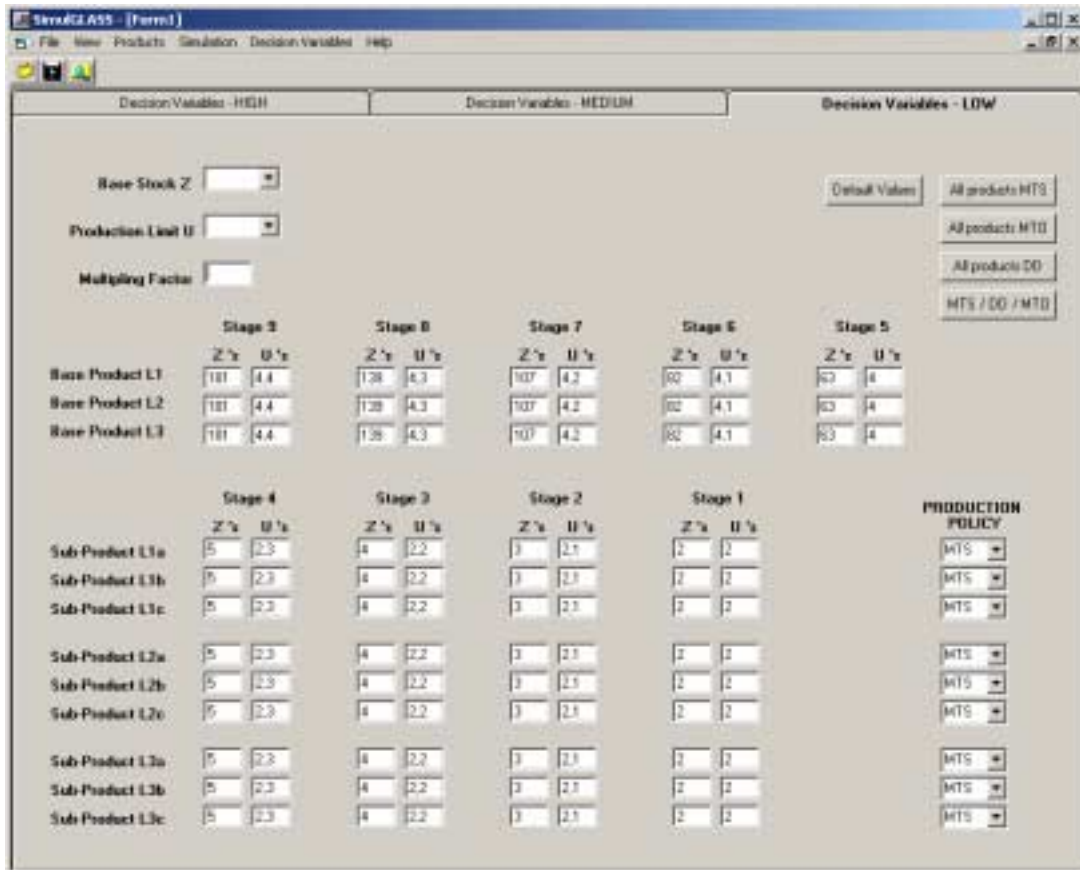 SimulGLASS - [Form1]
File View Products Simulation Decision Variables Help
Decision Variables - HIGH Decision Variables - MEDIUM Decision Variables - LOW
Base Stock Z
Default Values All products MTS
Production Limit U
All products MTO
Multipling Factor
All products DD
MTS / DD / MTO
Stage 9 Stage 8 Stage 7 Stage 6 Stage 5
Z's U's Z's U's Z's U's Z's U's Z's U's
Base Product L1 181 4.4 139 4.3 107 4.2 82 4.1 63 4
Base Product L2 181 4.4 139 4.3 107 4.2 82 4.1 63 4
Base Product L3 181 4.4 139 4.3 107 4.2 82 4.1 63 4
Stage 4 Stage 3 Stage 2 Stage 1
PRODUCTION POLICY
Z's U's Z's U's Z's U's Z's U's
Sub-Product L1a 5 2.3 4 2.2 3 2.1 2 2 MTS
Sub-Product L1b 5 2.3 4 2.2 3 2.1 2 2 MTS
Sub-Product L1c 5 2.3 4 2.2 3 2.1 2 2 MTS
Sub-Product L2a 5 2.3 4 2.2 3 2.1 2 2 MTS
Sub-Product L2b 5 2.3 4 2.2 3 2.1 2 2 MTS
Sub-Product L2c 5 2.3 4 2.2 3 2.1 2 2 MTS
Sub-Product L3a 5 2.3 4 2.2 3 2.1 2 2 MTS
Sub-Product L3b 5 2.3 4 2.2 3 2.1 2 2 MTS
Sub-Product L3c 5 2.3 4 2.2 3 2.1 2 2 MTS